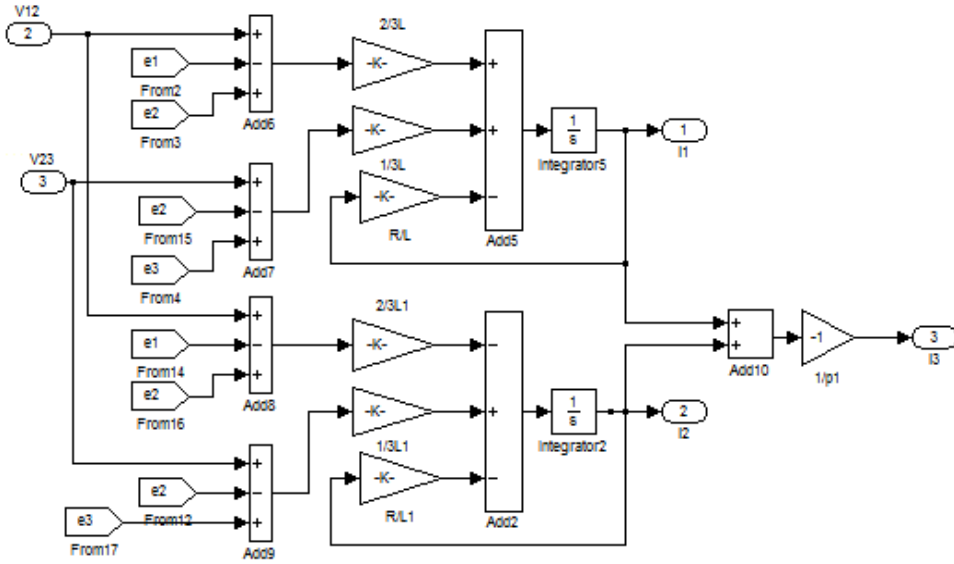 V12
2
+
e1
−
From2
e2
+
From3
Add6
2/3L
-K-
+
-K-
+
1/3L
-K-
−
R/L
Add5
1
s
Integrator5
1
I1
V23
3
+
e2
−
From15
e3
+
From4
Add7
+
e1
−
From14
e2
+
From16
Add8
2/3L1
-K-
−
-K-
+
1/3L1
-K-
−
R/L1
Add2
1
s
Integrator2
2
I2
+
+
Add10
-1
1/p1
3
I3
+
e2
−
From12
e3
+
From17
Add9